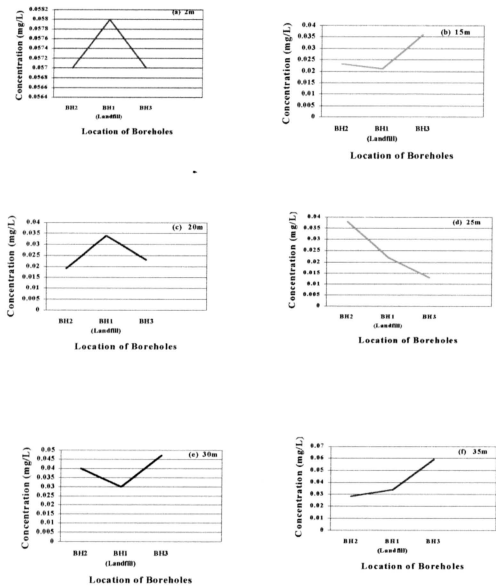 (a) 2m
Concentration (mg/L)
0.0582
0.058
0.0578
0.0576
0.0574
0.0572
0.057
0.0568
0.0566
0.0564
BH2 BH1 BH3
(Landfill)
Location of Boreholes
(b) 15m
Concentration (mg/L)
0.04
0.035
0.03
0.025
0.02
0.015
0.01
0.005
0
BH2 BH1 BH3
(Landfill)
Location of Boreholes
(c) 20m
Concentration (mg/L)
0.04
0.035
0.03
0.025
0.02
0.015
0.01
0.005
0
BH2 BH1 BH3
(Landfill)
Location of Boreholes
(d) 25m
Concentration (mg/L)
0.04
0.035
0.03
0.025
0.02
0.015
0.01
0.005
0
BH2 BH1 BH3
(Landfill)
Location of Boreholes
(e) 30m
Concentration (mg/L)
0.05
0.045
0.04
0.035
0.03
0.025
0.02
0.015
0.01
0.005
0
BH2 BH1 BH3
(Landfill)
Location of Boreholes
(f) 35m
Concentration (mg/L)
0.07
0.06
0.05
0.04
0.03
0.02
0.01
0
BH2 BH1 BH3
(Landfill)
Location of Boreholes